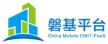 磐基平台
China Mobile CMIT PaaS